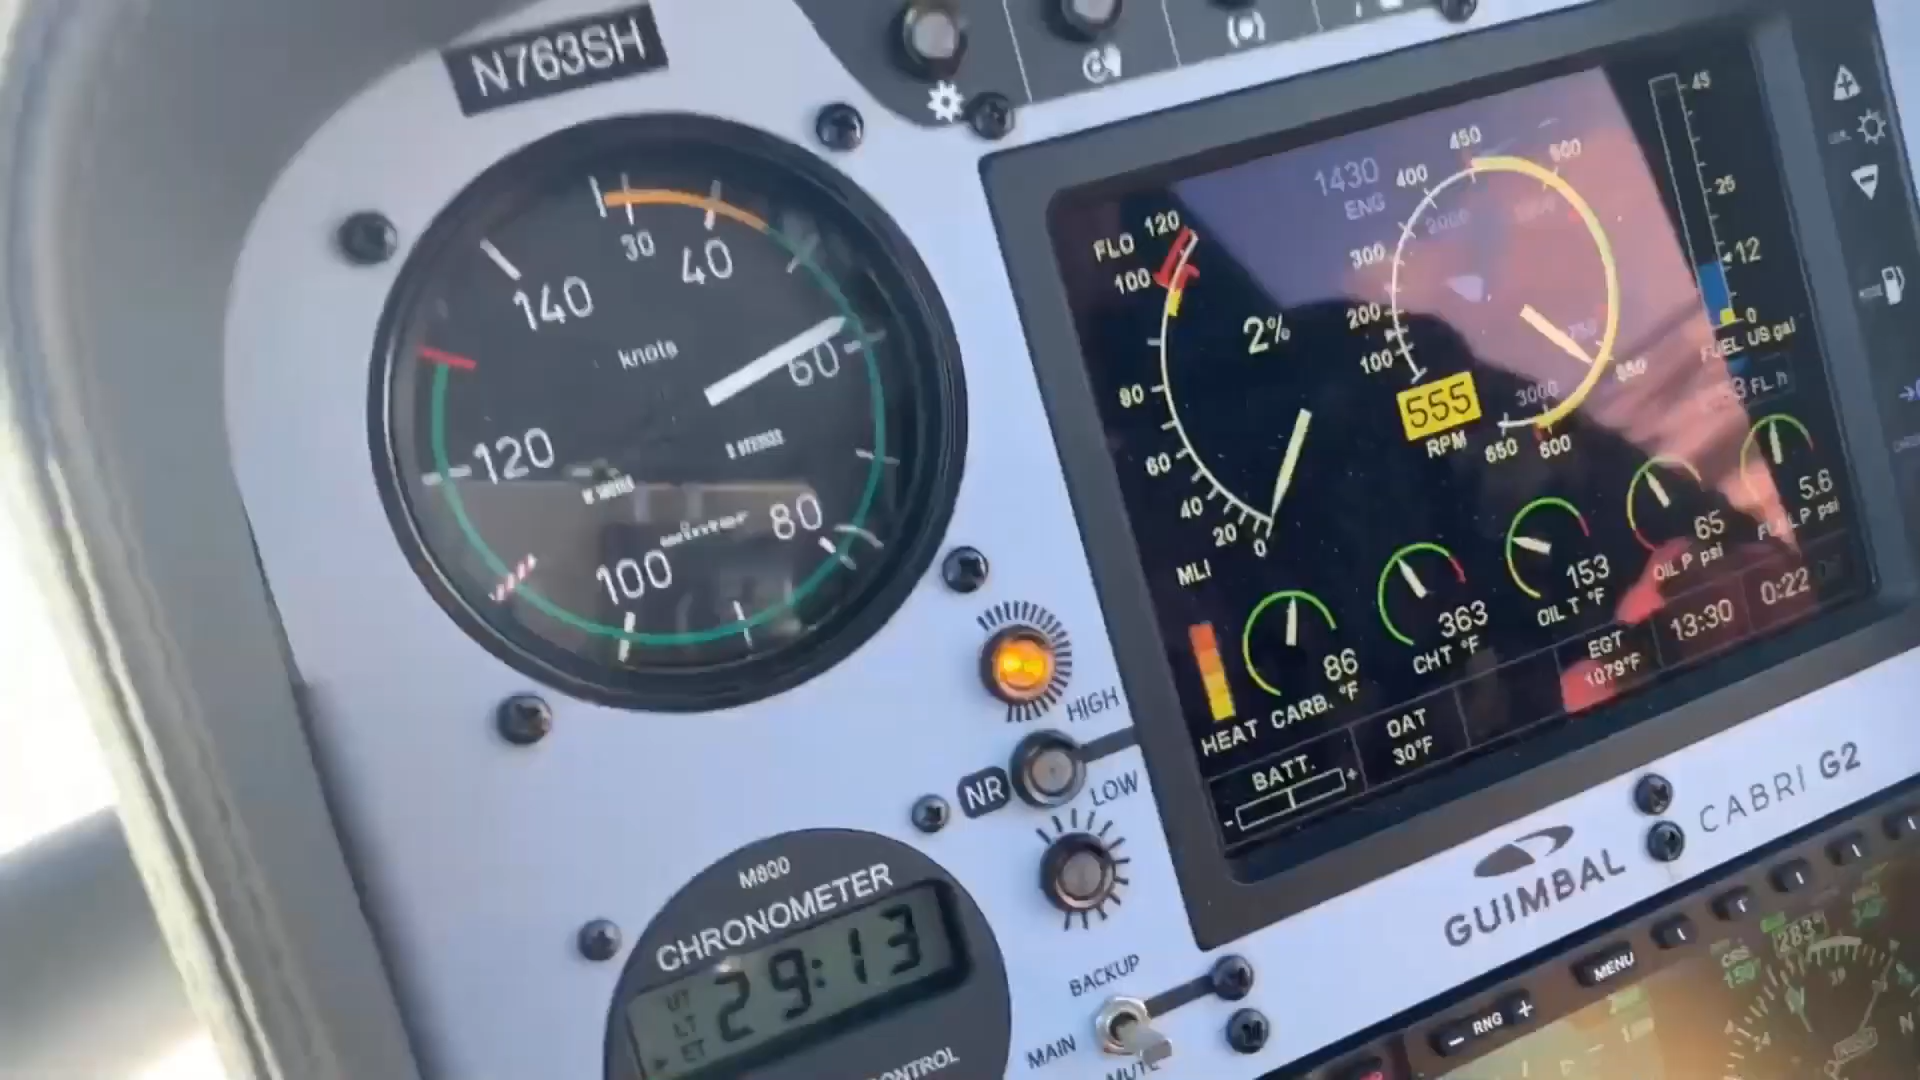 N763SH
30
40
140
knots
60
120
80
100
winter
HIGH
NR
LOW
M800
CHRONOMETER
UT
LT
ET
29:13
CONTROL
BACKUP
MAIN
MUTE
1430
ENG
FLO
120
100
80
60
40
20
0
MLI
2%
450
500
400
2000
300
200
100
555
RPM
3000
650
600
45
25
12
0
FUEL US gal
HEAT
86
CARB. °F
363
CHT °F
153
OIL T °F
65
OIL P psi
5.6
FUEL P psi
BATT.
- +
OAT
30°F
EGT
1079°F
13:30
0:22
GUIMBAL
CABRI G2
MENU
- RNG +
283°
CRS
150°
N